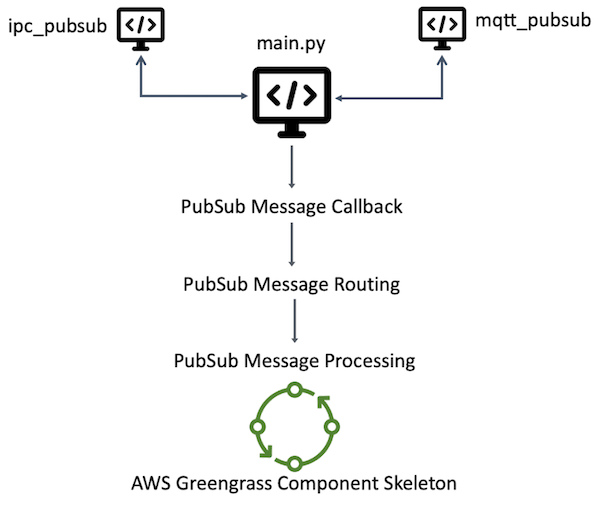 ipc_pubsub
mqtt_pubsub
main.py
</>
</>
</>
PubSub Message Callback
PubSub Message Routing
PubSub Message Processing
AWS Greengrass Component Skeleton